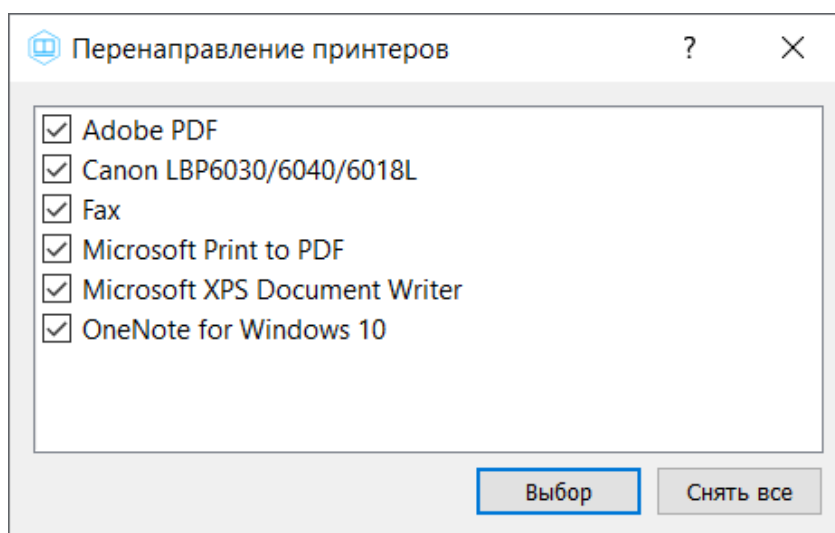 Перенаправление принтеров ?
Adobe PDF
Canon LBP6030/6040/6018L
Fax
Microsoft Print to PDF
Microsoft XPS Document Writer
OneNote for Windows 10
Выбор Снять все